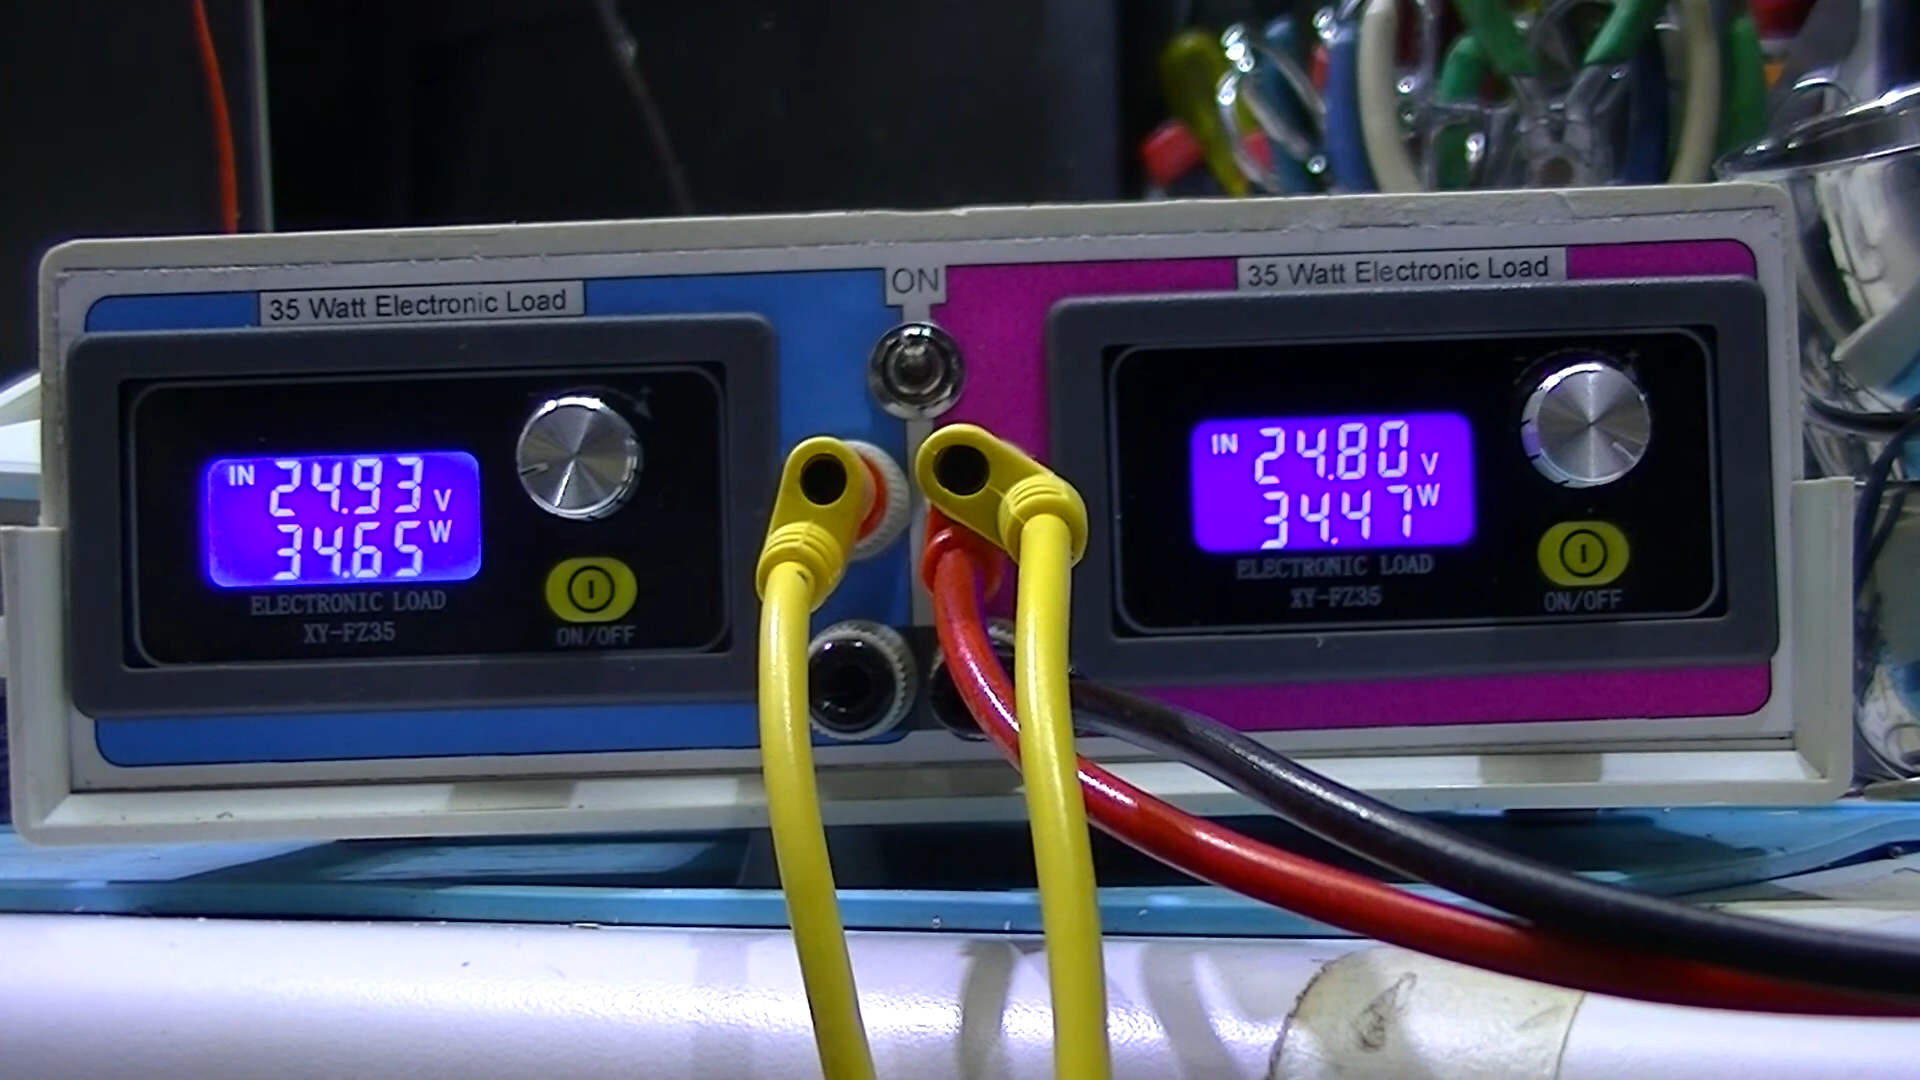 ON
35 Watt Electronic Load
IN 24.93 V
34.65 W
ELECTRONIC LOAD
XY-FZ35
ON/OFF
35 Watt Electronic Load
IN 24.80 V
34.47 W
ELECTRONIC LOAD
XY-FZ35
ON/OFF